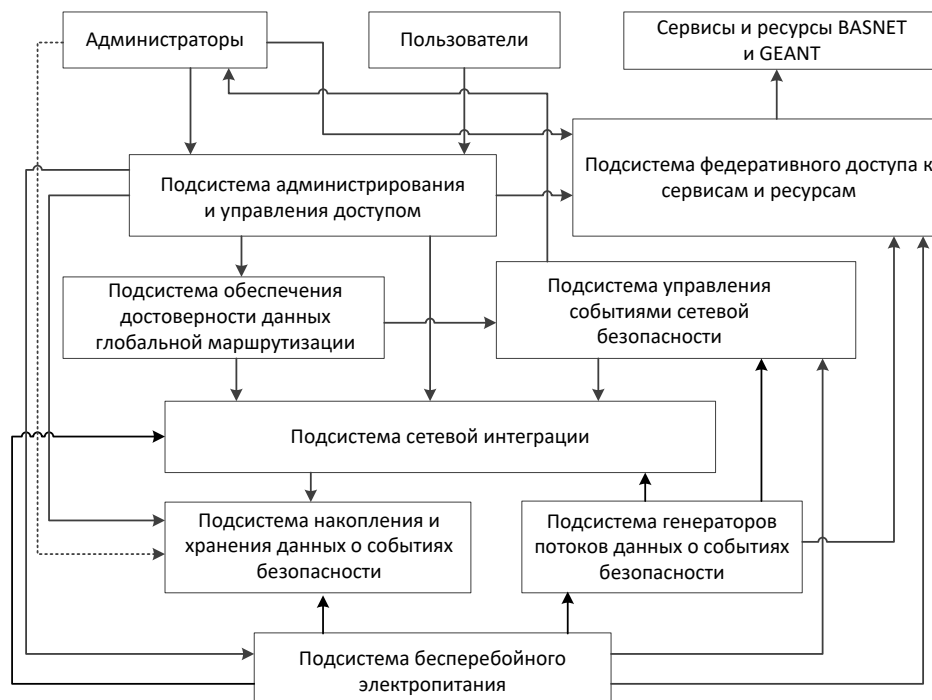 Администраторы
Пользователи
Сервисы и ресурсы BASNET
и GEANT
Подсистема федеративного доступа к
сервисам и ресурсам
Подсистема администрирования
и управления доступом
Подсистема обеспечения
достоверности данных
глобальной маршрутизации
Подсистема управления
событиями сетевой
безопасности
Подсистема сетевой интеграции
Подсистема накопления и
хранения данных о событиях
безопасности
Подсистема генераторов
потоков данных о событиях
безопасности
Подсистема бесперебойного
электропитания